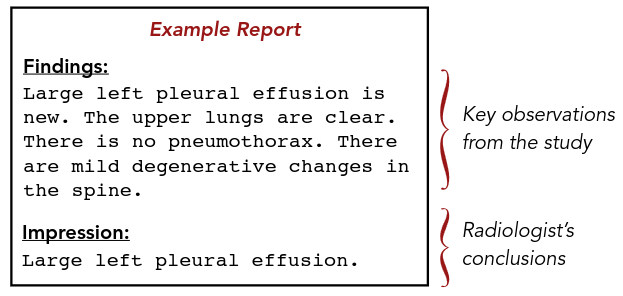 Example Report
Findings:
Large left pleural effusion is
new. The upper lungs are clear.
There is no pneumothorax. There
are mild degenerative changes in
the spine.
Key observations
from the study
Impression:
Large left pleural effusion.
Radiologist's
conclusions